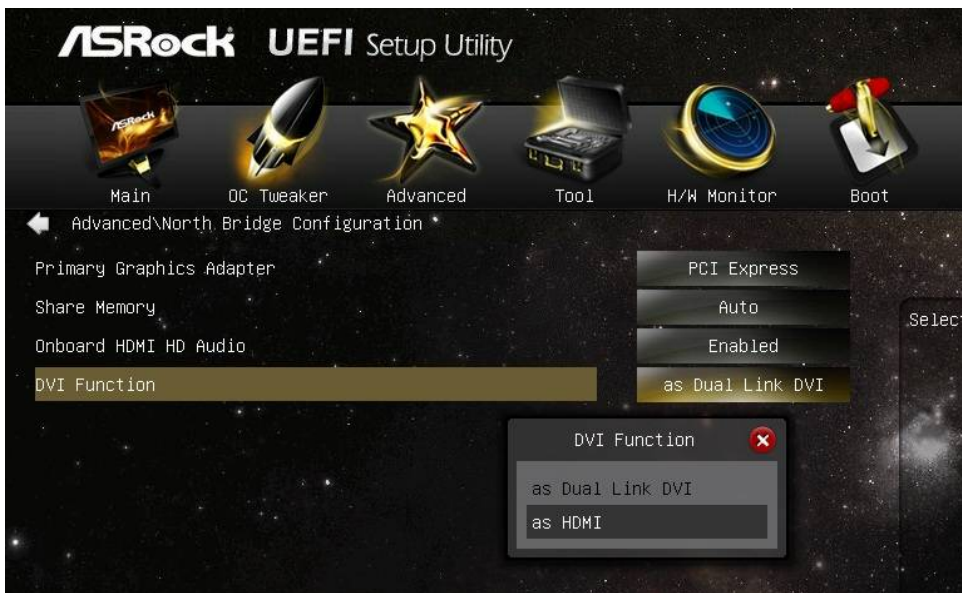 ASRock UEFI Setup Utility
ASRock
Main OC Tweaker Advanced Tool H/W Monitor Boot
Advanced\North Bridge Configuration
Primary Graphics Adapter PCI Express
Share Memory Auto
Onboard HDMI HD Audio Enabled
DVI Function as Dual Link DVI
DVI Function
as Dual Link DVI
as HDMI